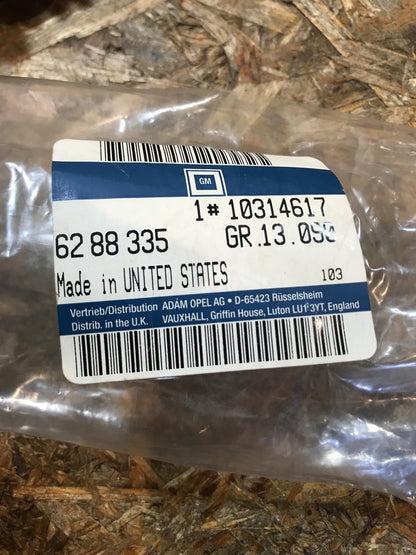 GM
1# 10314617
62 88 335 GR.13.090
Made in UNITED STATES 103
Vertrieb/Distribution ADAM OPEL AG • D-65423 Rüsselsheim
Distrib. in the U.K. VAUXHALL, Griffin House, Luton LU1 3YT, England